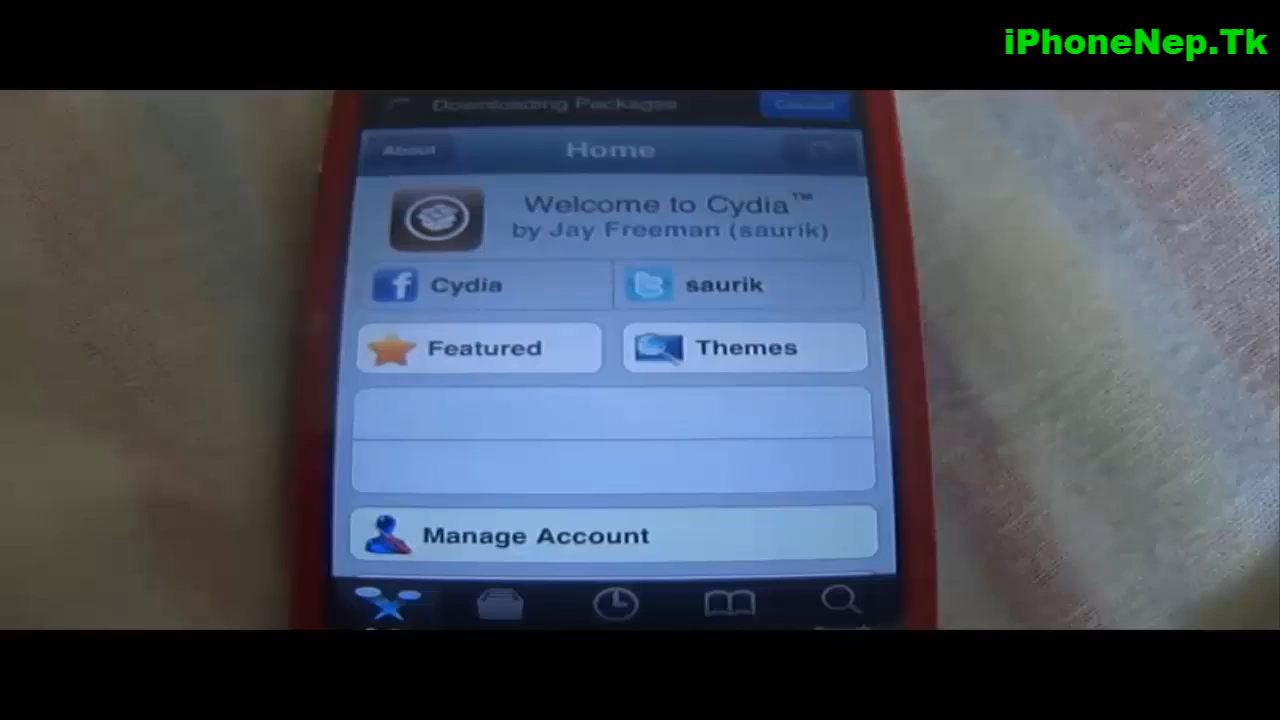 iPhoneNep.Tk
Downloading Packages
Cancel
About
Home
Welcome to Cydia™
by Jay Freeman (saurik)
Cydia
saurik
Featured
Themes
Manage Account